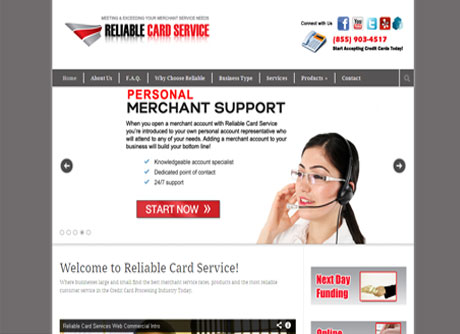 MEETING & EXCEEDING YOUR MERCHANT SERVICE NEEDS
RELIABLE CARD SERVICE
Connect with Us
You Tube
(855) 903-4517
Start Accepting Credit Cards Today!
Home
About Us
F.A.Q.
Why Choose Reliable
Business Type
Services
Products
Contact
PERSONAL
MERCHANT SUPPORT
When you open a merchant account with Reliable Card Service
you're introduced to your own personal account representative who
will attend to any of your needs. Adding a merchant account to your
business will build your bottom line!
Knowledgeable account specialist
Dedicated point of contact
24/7 support
START NOW >>
Welcome to Reliable Card Service!
Where businesses large and small find the best merchant service rates, products and the most reliable
customer service in the Credit Card Processing Industry Today.
Next Day
Funding
Reliable Card Services Web Commercial Intro
Online